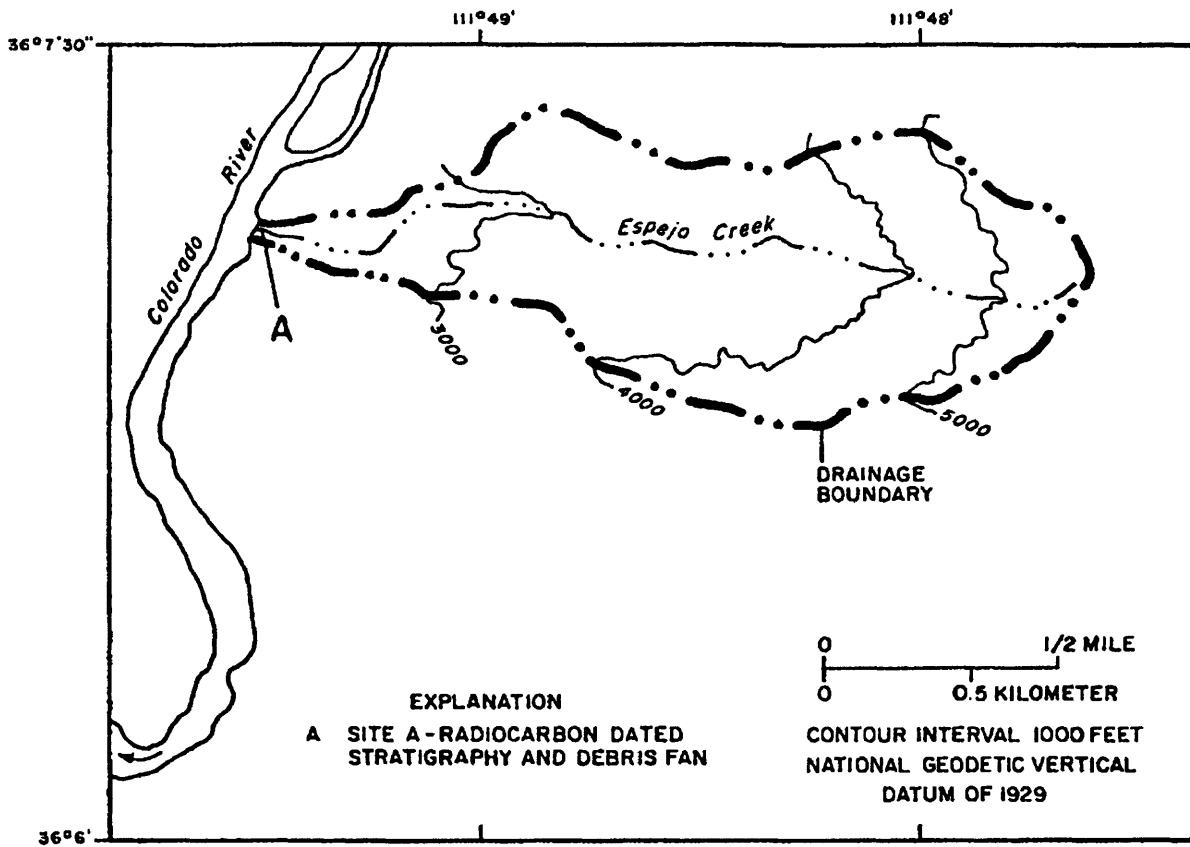 111°49'
111°48'
36°7'30"
River
Colorado
Espejo Creek
A
3000
4000
5000
DRAINAGE
BOUNDARY
0 1/2 MILE
0 0.5 KILOMETER
EXPLANATION
A SITE A-RADIOCARBON DATED
STRATIGRAPHY AND DEBRIS FAN
CONTOUR INTERVAL 1000 FEET
NATIONAL GEODETIC VERTICAL
DATUM OF 1929
36°6'